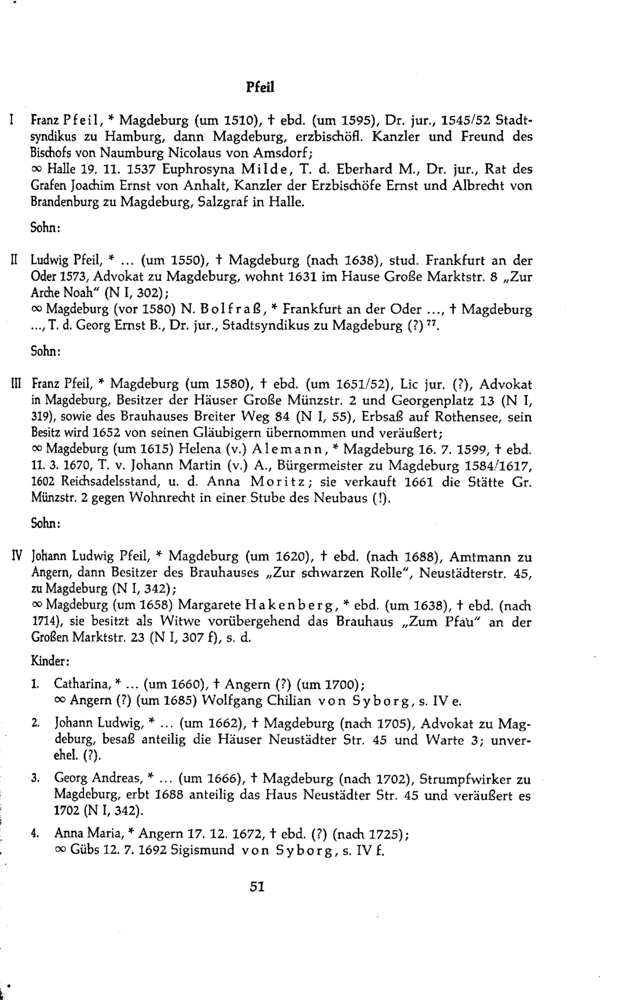 Pfeil
I Franz Pfeil, * Magdeburg (um 1510), † ebd. (um 1595), Dr. jur., 1545/52 Stadt-
syndikus zu Hamburg, dann Magdeburg, erzbischöfl. Kanzler und Freund des
Bischofs von Naumburg Nicolaus von Amsdorf;
∞ Halle 19. 11. 1537 Euphrosyna Milde, T. d. Eberhard M., Dr. jur., Rat des
Grafen Joachim Ernst von Anhalt, Kanzler der Erzbischöfe Ernst und Albrecht von
Brandenburg zu Magdeburg, Salzgraf in Halle.
Sohn:
II Ludwig Pfeil, * ... (um 1550), † Magdeburg (nach 1638), stud. Frankfurt an der
Oder 1573, Advokat zu Magdeburg, wohnt 1631 im Hause Große Marktstr. 8 „Zur
Arche Noah“ (N I, 302);
∞ Magdeburg (vor 1580) N. Bolfraß, * Frankfurt an der Oder ..., † Magdeburg
..., T. d. Georg Ernst B., Dr. jur., Stadtsyndikus zu Magdeburg (?) 77.
Sohn:
III Franz Pfeil, * Magdeburg (um 1580), † ebd. (um 1651/52), Lic jur. (?), Advokat
in Magdeburg, Besitzer der Häuser Große Münzstr. 2 und Georgenplatz 13 (N I,
319), sowie des Brauhauses Breiter Weg 84 (N I, 55), Erbsaß auf Rothensee, sein
Besitz wird 1652 von seinen Gläubigern übernommen und veräußert;
∞ Magdeburg (um 1615) Helena (v.) Alemann, * Magdeburg 16. 7. 1599, † ebd.
11. 3. 1670, T. v. Johann Martin (v.) A., Bürgermeister zu Magdeburg 1584/1617,
1602 Reichsadelsstand, u. d. Anna Moritz; sie verkauft 1661 die Stätte Gr.
Münzstr. 2 gegen Wohnrecht in einer Stube des Neubaus (!).
Sohn:
IV Johann Ludwig Pfeil, * Magdeburg (um 1620), † ebd. (nach 1688), Amtmann zu
Angern, dann Besitzer des Brauhauses „Zur schwarzen Rolle“, Neustädterstr. 45,
zu Magdeburg (N I, 342);
∞ Magdeburg (um 1658) Margarete Hakenberg, * ebd. (um 1638), † ebd. (nach
1714), sie besitzt als Witwe vorübergehend das Brauhaus „Zum Pfau“ an der
Großen Marktstr. 23 (N I, 307 f), s. d.
Kinder:
1. Catharina, * ... (um 1660), † Angern (?) (um 1700);
∞ Angern (?) (um 1685) Wolfgang Chilian von Syborg, s. IV e.
2. Johann Ludwig, * ... (um 1662), † Magdeburg (nach 1705), Advokat zu Mag-
deburg, besaß anteilig die Häuser Neustädter Str. 45 und Warte 3; unver-
ehel. (?).
3. Georg Andreas, * ... (um 1666), † Magdeburg (nach 1702), Strumpfwirker zu
Magdeburg, erbt 1688 anteilig das Haus Neustädter Str. 45 und veräußert es
1702 (N I, 342).
4. Anna Maria, * Angern 17. 12. 1672, † ebd. (?) (nach 1725);
∞ Gübs 12. 7. 1692 Sigismund von Syborg, s. IV f.
51